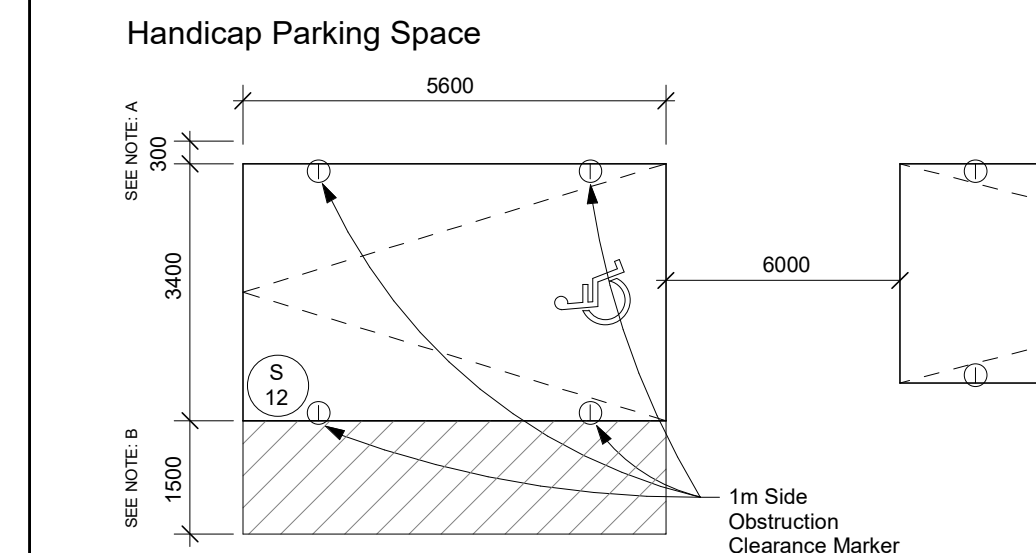 Handicap Parking Space
5600
SEE NOTE: A
300
3400
6000
S
12
SEE NOTE: B
1500
1m Side
Obstruction
Clearance Marker